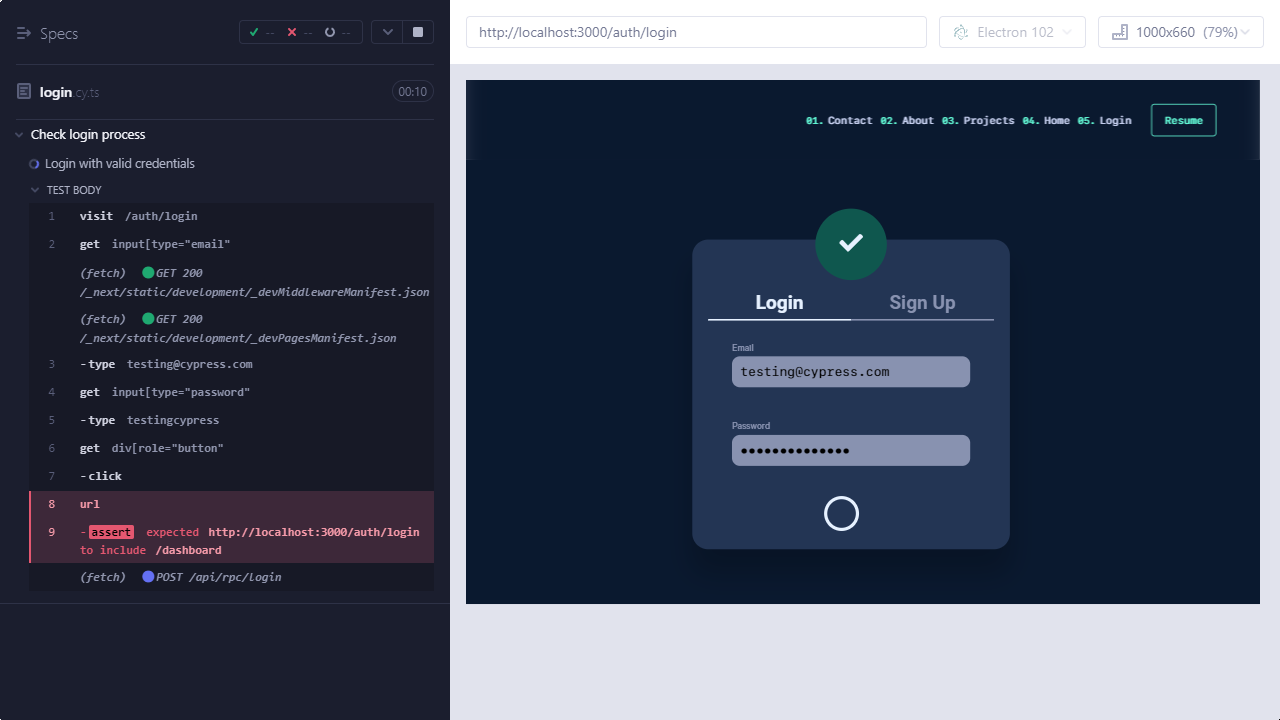 Specs
-- -- --
login.cy.ts 00:10
Check login process
Login with valid credentials
TEST BODY
1 visit /auth/login
2 get input[type="email"
(fetch) GET 200
/_next/static/development/_devMiddlewareManifest.json
(fetch) GET 200
/_next/static/development/_devPagesManifest.json
3 -type testing@cypress.com
4 get input[type="password"
5 -type testingcypress
6 get div[role="button"
7 -click
8 url
9 -assert expected http://localhost:3000/auth/login
to include /dashboard
(fetch) POST /api/rpc/login
http://localhost:3000/auth/login
Electron 102
1000x660 (79%)
01. Contact 02. About 03. Projects 04. Home 05. Login
Resume
Login Sign Up
Email
testing@cypress.com
Password
••••••••••••••